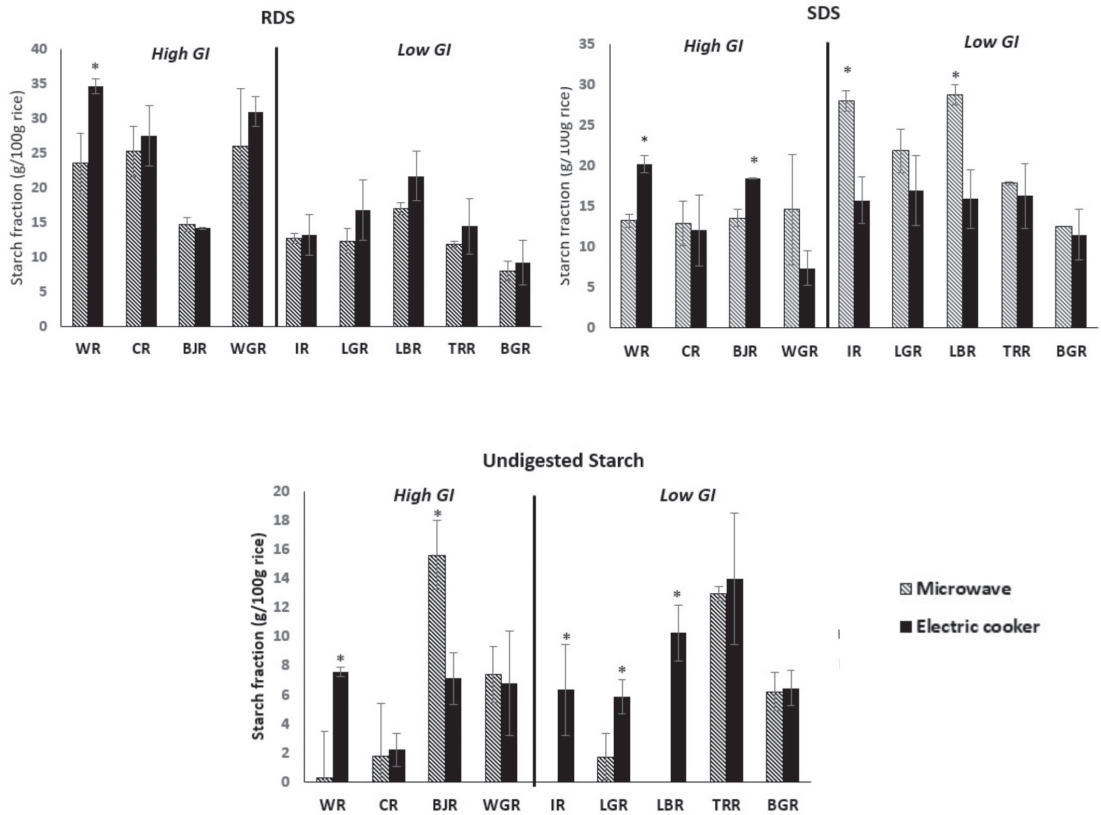 RDS
High GI
Low GI
Starch fraction (g/100g rice)
40
35
30
25
20
15
10
5
0
*
WR CR BJR WGR IR LGR LBR TRR BGR
SDS
High GI
Low GI
Starch fraction (g/100g rice)
35
30
25
20
15
10
5
0
* * * *
WR CR BJR WGR IR LGR LBR TRR BGR
Undigested Starch
High GI
Low GI
Starch fraction (g/100g rice)
20
18
16
14
12
10
8
6
4
2
0
* * * * *
WR CR BJR WGR IR LGR LBR TRR BGR
Microwave
Electric cooker